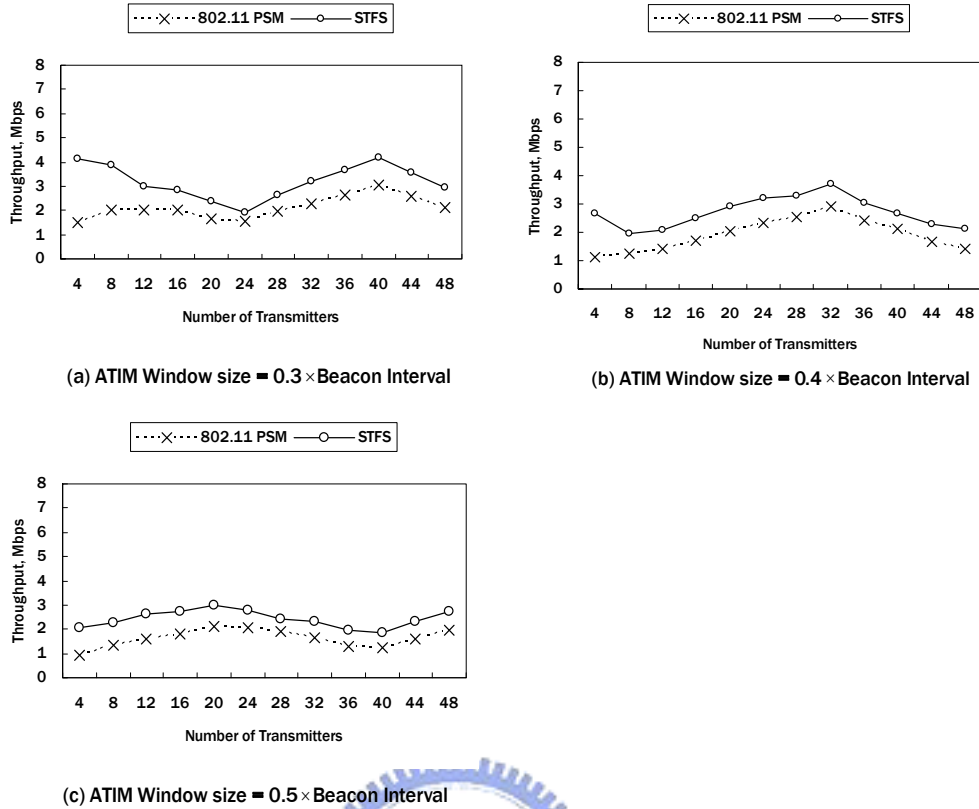 802.11 PSM STFS
Throughput, Mbps
8
7
6
5
4
3
2
1
0
4 8 12 16 20 24 28 32 36 40 44 48
Number of Transmitters
(a) ATIM Window size = 0.3 × Beacon Interval
802.11 PSM STFS
Throughput, Mbps
8
7
6
5
4
3
2
1
0
4 8 12 16 20 24 28 32 36 40 44 48
Number of Transmitters
(b) ATIM Window size = 0.4 × Beacon Interval
802.11 PSM STFS
Throughput, Mbps
8
7
6
5
4
3
2
1
0
4 8 12 16 20 24 28 32 36 40 44 48
Number of Transmitters
(c) ATIM Window size = 0.5 × Beacon Interval